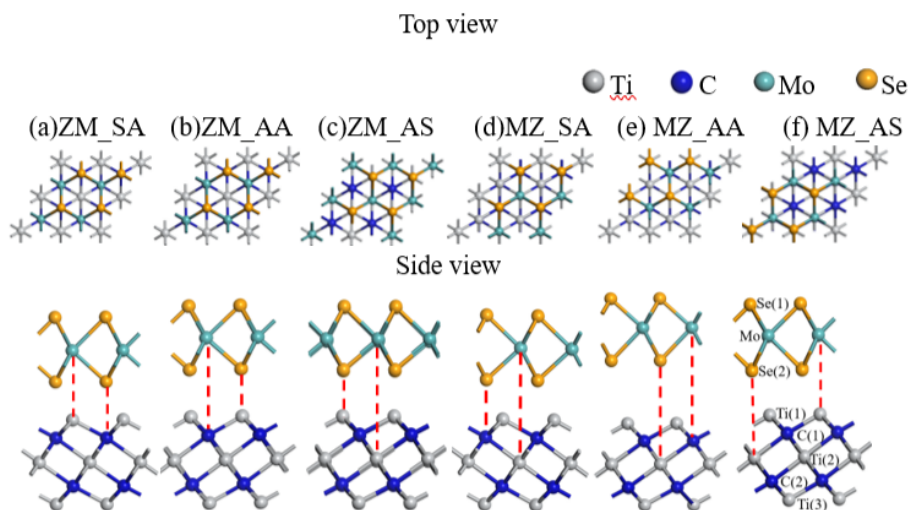 Top view
Ti C Mo Se
(a)ZM_SA (b)ZM_AA (c)ZM_AS (d)MZ_SA (e) MZ_AA (f) MZ_AS
Side view
Se(1)
Mo
Se(2)
Ti(1)
C(1)
Ti(2)
C(2)
Ti(3)